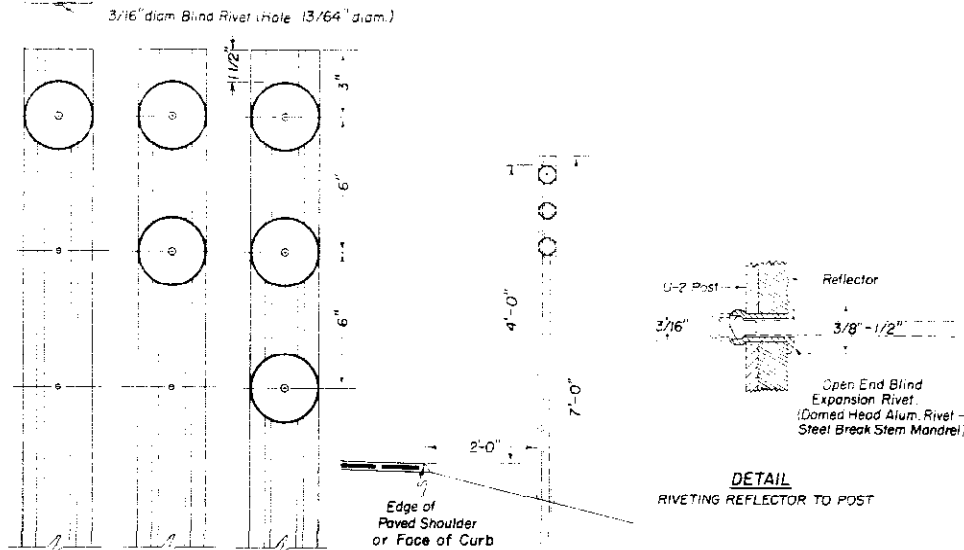 3/16" diam Blind Rivet (Hole 13/64" diam.)
1 1/2"
3"
6"
6"
4'-0"
7'-0"
2'-0"
Edge of
Paved Shoulder
or Face of Curb
U-2 Post
Reflector
3/16"
3/8"-1/2"
Open End Blind
Expansion Rivet.
(Domed Head Alum. Rivet -
Steel Break Stem Mandrel)
DETAIL
RIVETING REFLECTOR TO POST